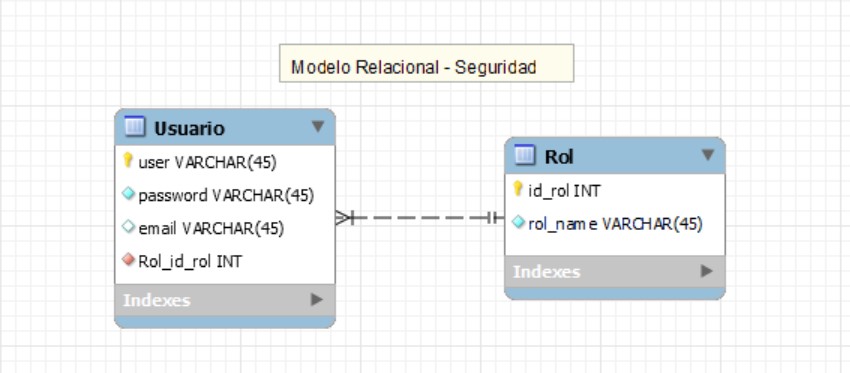 Modelo Relacional - Seguridad
Usuario
user VARCHAR(45)
password VARCHAR(45)
email VARCHAR(45)
Rol_id_rol INT
Indexes
Rol
id_rol INT
rol_name VARCHAR(45)
Indexes